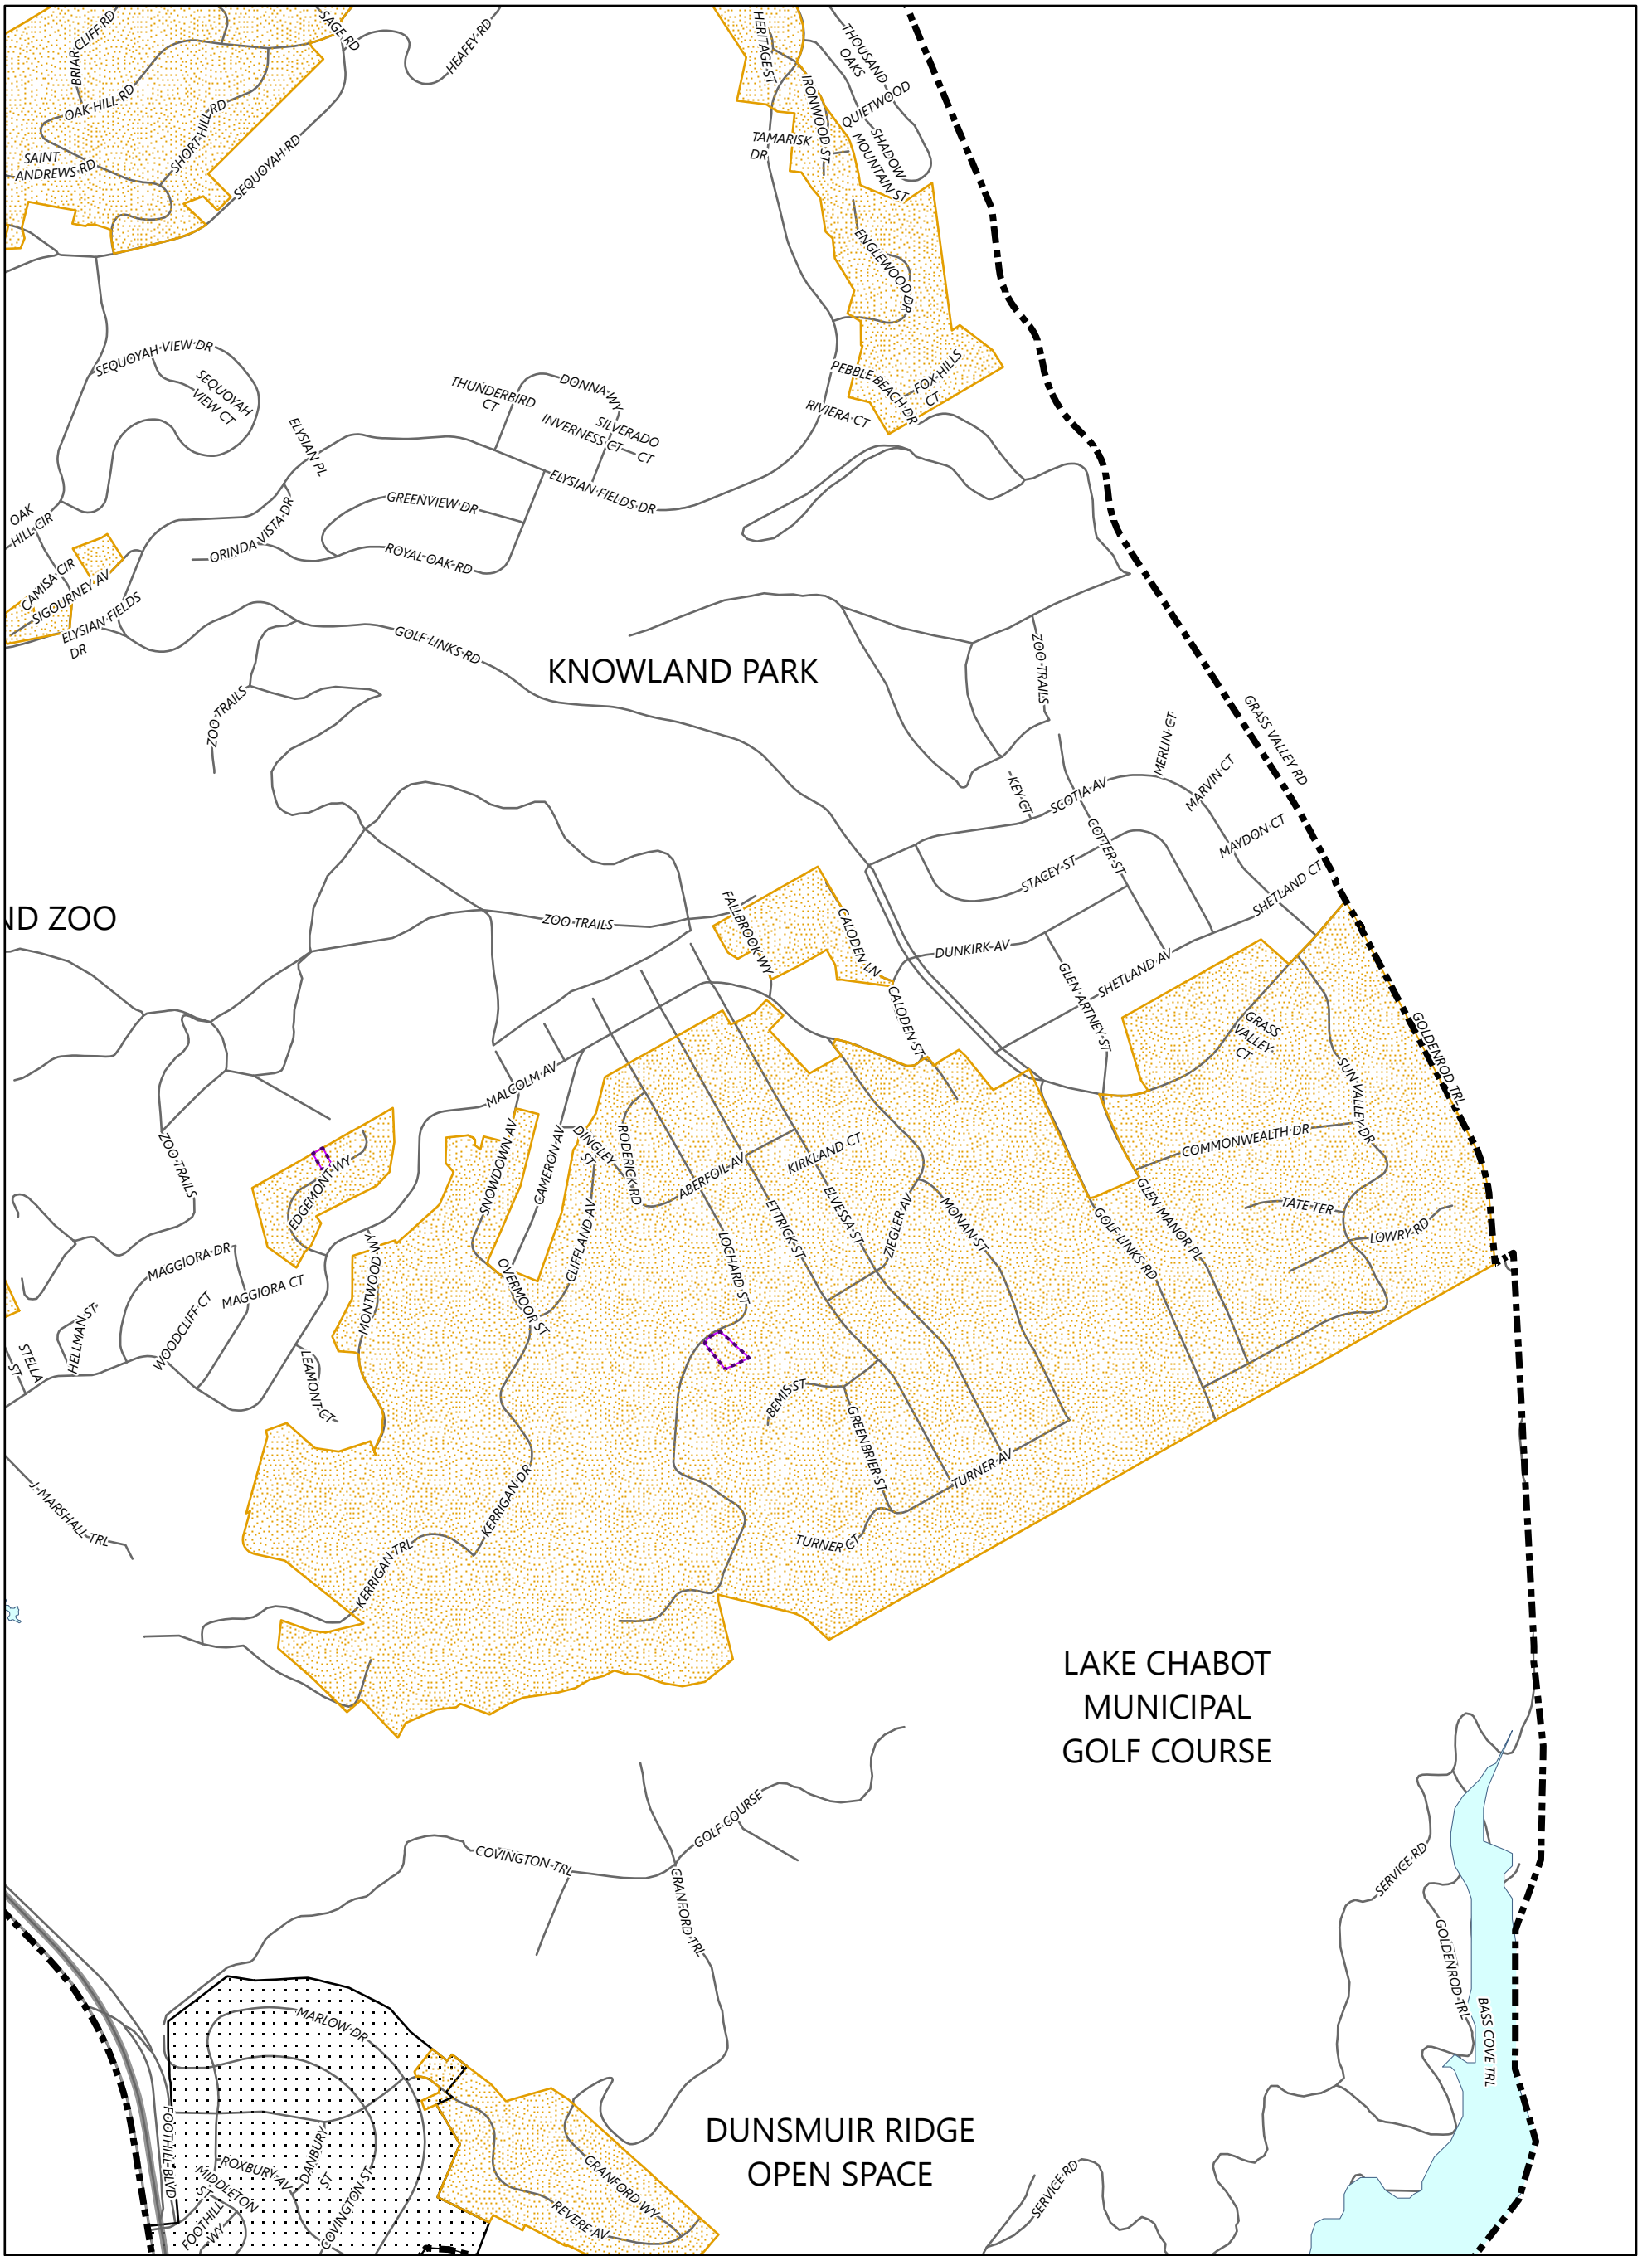 BRIAR CLIFF RD
SAGE RD
HEAFEY RD
HERITAGE ST
THOUSAND
OAKS
OAK HILL RD
SHORT HILL RD
IRONWOOD ST
QUIETWOOD
SAINT
ANDREWS RD
SEQUOYAH RD
TAMARISK
DR
SHADOW
MOUNTAIN ST
ENGLEWOOD DR
SEQUOYAH VIEW DR
SEQUOYAH
VIEW CT
THUNDERBIRD
CT
DONNA WY
INVERNESS CT
SILVERADO
CT
PEBBLE BEACH DR
FOX HILLS
CT
RIVIERA CT
ELYSIAN PL
ELYSIAN FIELDS DR
GREENVIEW DR
OAK
HILL CIR
ORINDA VISTA DR
ROYAL OAK RD
CAMISA CIR
SIGOURNEY AV
ELYSIAN FIELDS
DR
GOLF LINKS RD
KNOWLAND PARK
ZOO TRAILS
ZOO TRAILS
GRASS VALLEY RD
MERLIN CT
MARVIN CT
KEY CT
SCOTIA AV
COTTER ST
MAYDON CT
STACEY ST
SHETLAND CT
ND ZOO
ZOO TRAILS
FALLBROOK WY
CALODEN LN
DUNKIRK AV
SHETLAND AV
GLEN ARTNEY ST
CALODEN ST
GRASS
VALLEY
CT
GOLDENROD TRL
SUN VALLEY DR
MALCOLM AV
ZOO TRAILS
EDGEMONT WY
SNOWDOWN AV
CAMERON AV
DINGLEY
ST
RODERICK RD
ABERFOIL AV
KIRKLAND CT
COMMONWEALTH DR
TATE TER
LOWRY RD
MAGGIORA DR
MAGGIORA CT
MONTWOOD WY
OVERMOOR ST
CLIFFLAND AV
LOCHARD ST
ETTRICK ST
ELVESSA ST
ZIEGLER AV
MONAN ST
GOLF LINKS RD
GLEN MANOR PL
HELLMAN ST
WOODCLIFF CT
STELLA
ST
LEAMONT CT
BEMIS ST
GREENBRIER ST
TURNER AV
TURNER CT
J MARSHALL TRL
KERRIGAN DR
KERRIGAN TRL
LAKE CHABOT
MUNICIPAL
GOLF COURSE
GOLF COURSE
COVINGTON TRL
CRANFORD TRL
SERVICE RD
GOLDENROD TRL
BASS COVE TRL
MARLOW DR
FOOTHILL BLVD
ROXBURY AV
DANBURY
ST
MIDDLETON
ST
FOOTHILL
WY
COVINGTON ST
DUNSMUIR RIDGE
OPEN SPACE
CRANFORD WY
REVERE AV
SERVICE RD